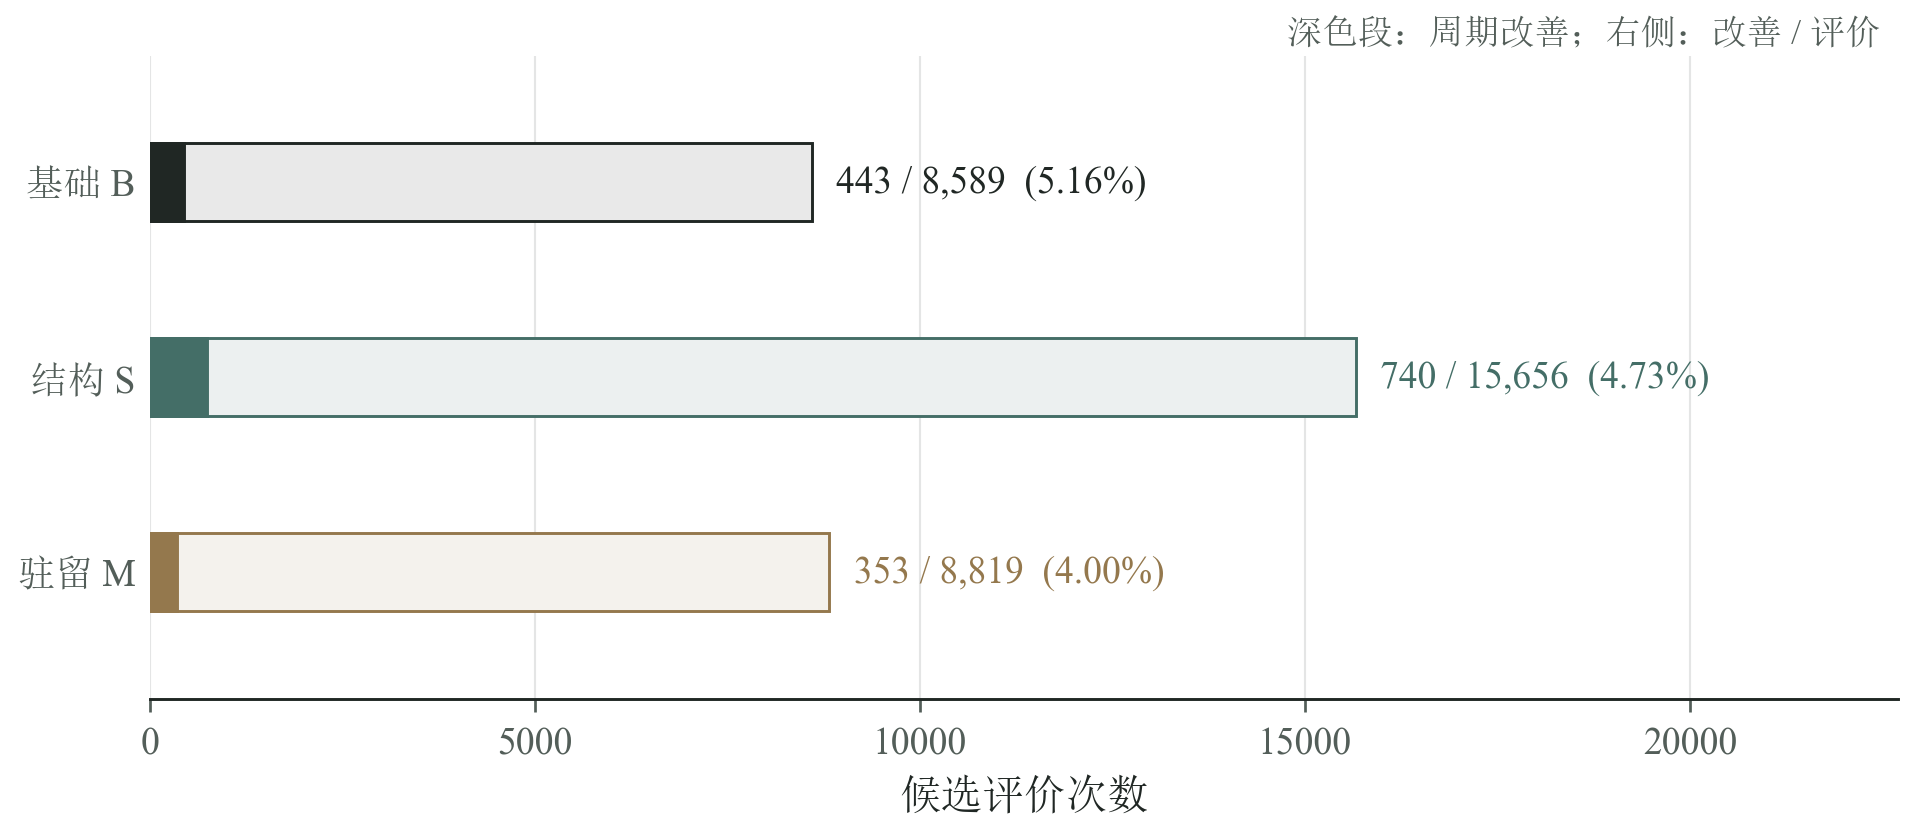 深色段：周期改善；右侧：改善 / 评价
基础 B
443 / 8,589 (5.16%)
结构 S
740 / 15,656 (4.73%)
驻留 M
353 / 8,819 (4.00%)
0 5000 10000 15000 20000
候选评价次数